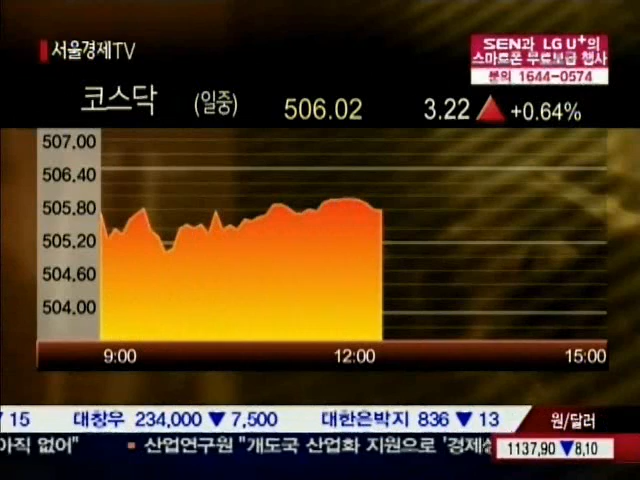 서울경제TV
SEN과 LG U+의
스마트폰 무료보급 행사
문의 1644-0574
코스닥 (일중) 506.02 3.22 ▲ +0.64%
507.00
506.40
505.80
505.20
504.60
504.00
9:00 12:00 15:00
15 대창우 234,000 ▼ 7,500 대한은박지 836 ▼ 13 원/달러
아직 없어" ▪ 산업연구원 "개도국 산업화 지원으로 '경제 1137.90 ▼ 8.10